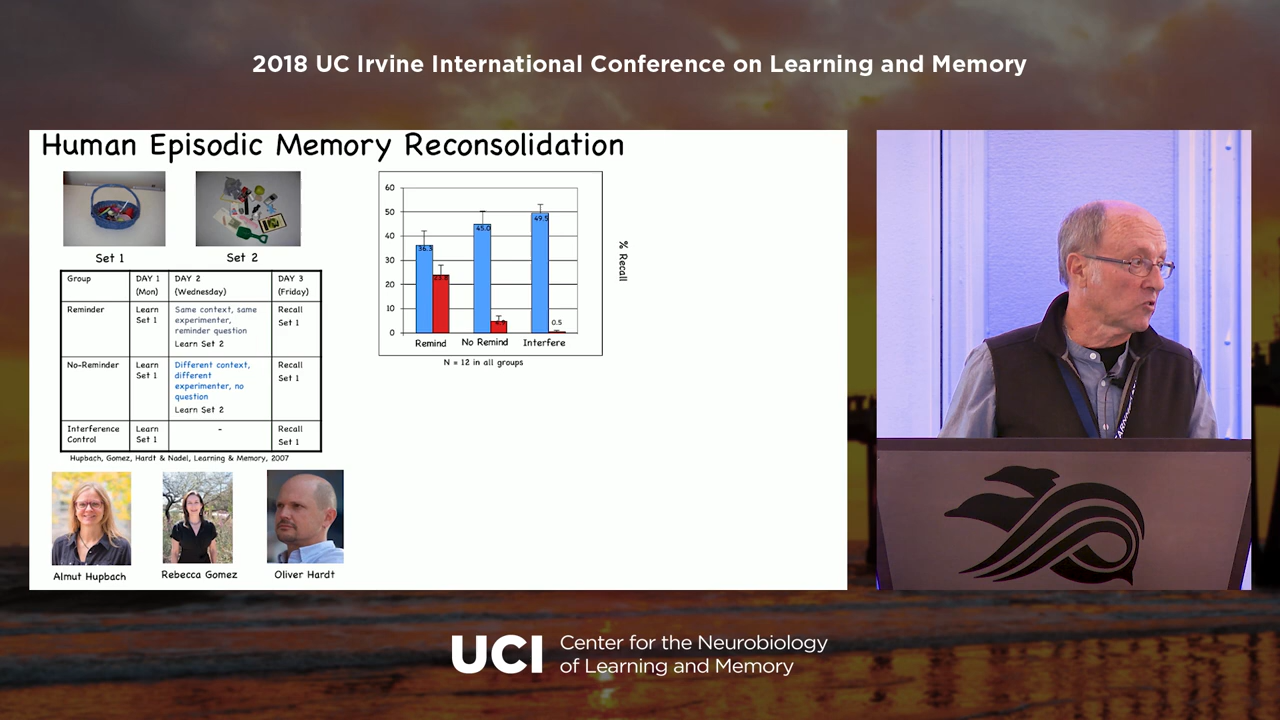 2018 UC Irvine International Conference on Learning and Memory
Human Episodic Memory Reconsolidation
Set 1
Set 2
Group
DAY 1
(Mon)
DAY 2
(Wednesday)
DAY 3
(Friday)
Reminder
Learn
Set 1
Same context, same
experimenter,
reminder question
Learn Set 2
Recall
Set 1
No-Reminder
Learn
Set 1
Different context,
different
experimenter, no
question
Learn Set 2
Recall
Set 1
Interference
Control
Learn
Set 1
-
Recall
Set 1
Hupbach, Gomez, Hardt & Nadel, Learning & Memory, 2007
60
50
40
30
20
10
0
36.3
45.0
49.5
0.5
Remind
No Remind
Interfere
% Recall
N = 12 in all groups
Almut Hupbach
Rebecca Gomez
Oliver Hardt
UCI
Center for the Neurobiology
of Learning and Memory